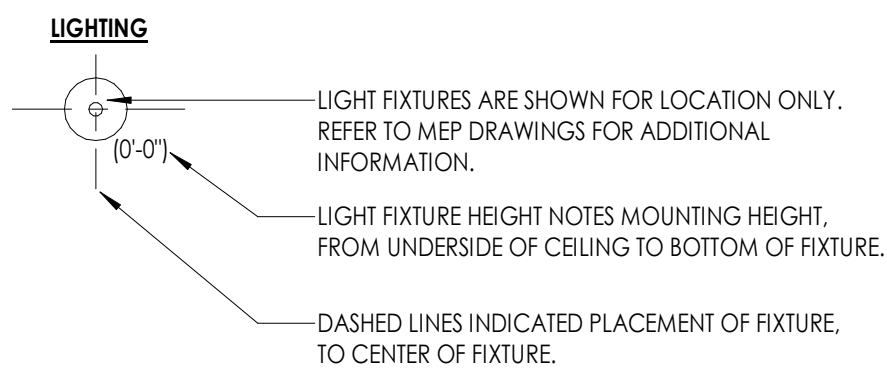 LIGHTING
LIGHT FIXTURES ARE SHOWN FOR LOCATION ONLY.
REFER TO MEP DRAWINGS FOR ADDITIONAL
INFORMATION.
(0'-0")
LIGHT FIXTURE HEIGHT NOTES MOUNTING HEIGHT,
FROM UNDERSIDE OF CEILING TO BOTTOM OF FIXTURE.
DASHED LINES INDICATED PLACEMENT OF FIXTURE,
TO CENTER OF FIXTURE.